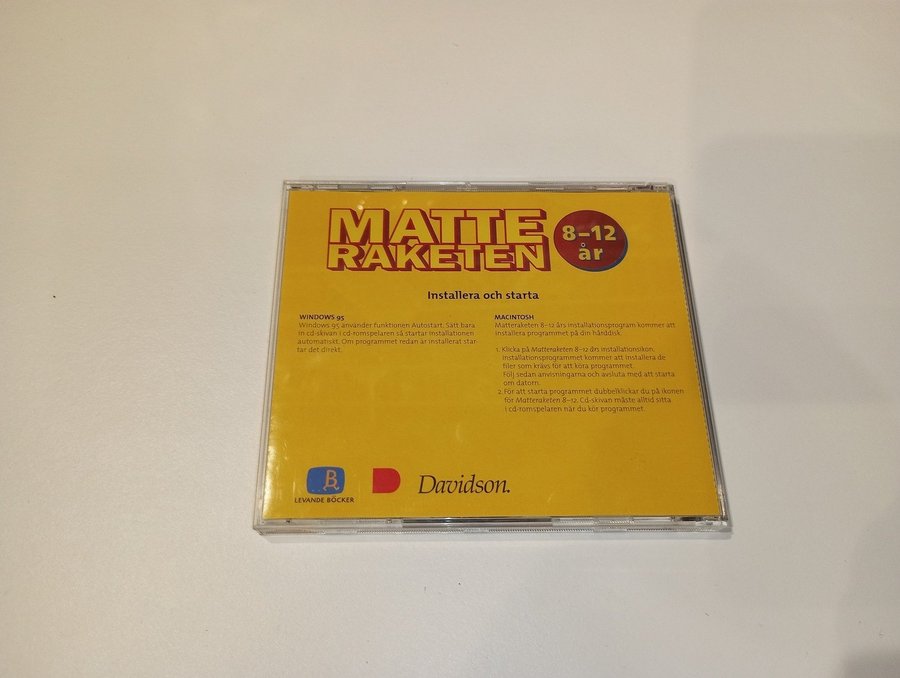 MATTE
RAKETEN
8–12
år
Installera och starta
WINDOWS 95
Windows 95 använder funktionen Autostart. Sätt bara
in cd-skivan i cd-romspelaren så startar installationen
automatiskt. Om programmet redan är installerat star
tar det direkt.
MACINTOSH
Matteraketen 8–12 års installationsprogram kommer att
installera programmet på din hårddisk.
1. Klicka på Matteraketen 8–12 års installationsikon.
Installationsprogrammet kommer att installera de
filer som krävs för att köra programmet.
Följ sedan anvisningarna och avsluta med att starta
om datorn.
2. För att starta programmet dubbelklickar du på ikonen
för Matteraketen 8–12. Cd-skivan måste alltid sitta
i cd-romspelaren när du kör programmet.
B
LEVANDE BÖCKER
Davidson.